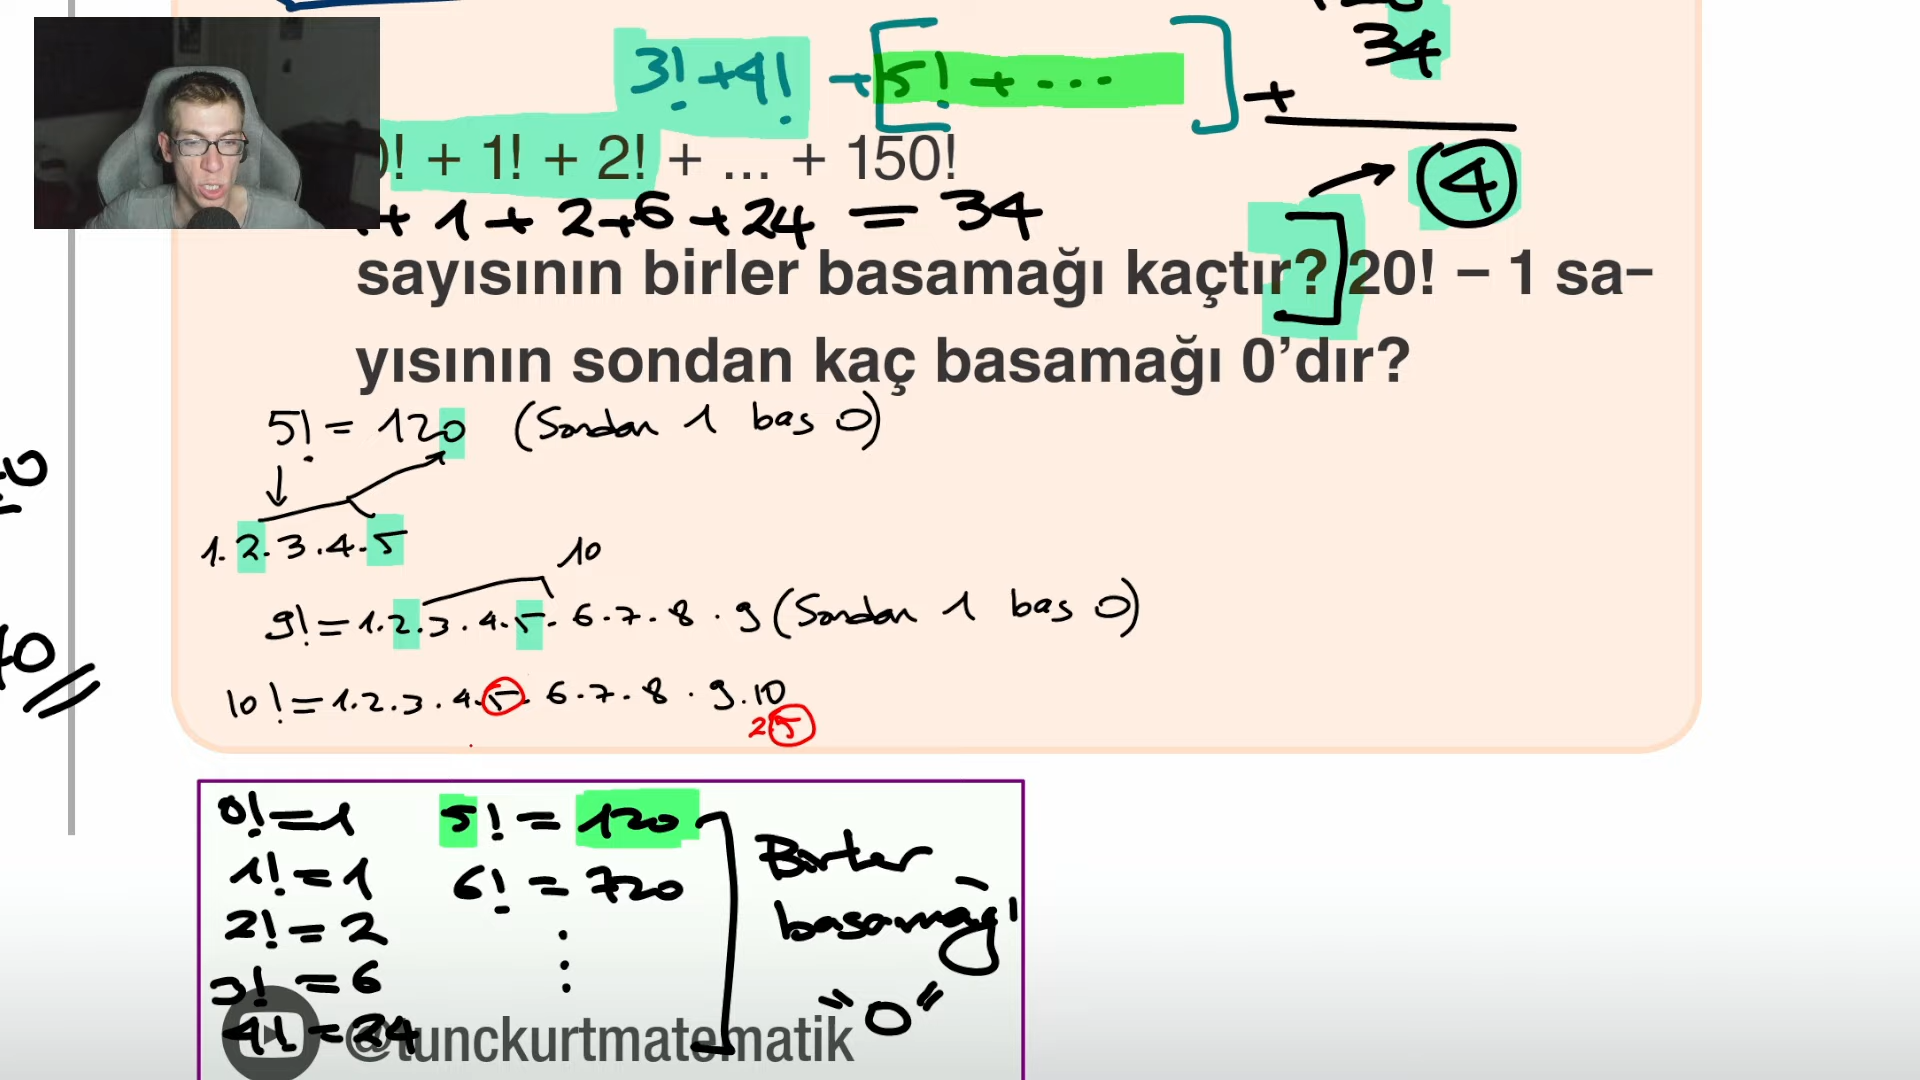 34
3! + 4! + [5! + ...]
+
! + 1! + 2! + ... + 150!
4
+ 1 + 2 + 6 + 24 = 34
sayısının birler basamağı kaçtır? 20! – 1 sa–
yısının sondan kaç basamağı 0’dır?
5! = 120 (Sondan 1 bas 0)
1.2.3.4.5
10
9! = 1.2.3.4.5.6.7.8.9 (Sondan 1 bas 0)
10! = 1.2.3.4.5.6.7.8.9.10
2.5
0! = 1 5! = 120
1! = 1 6! = 720
2! = 2
3! = 6
4! = 24
Birler
basamağı
"0"
@tunckurtmatematik